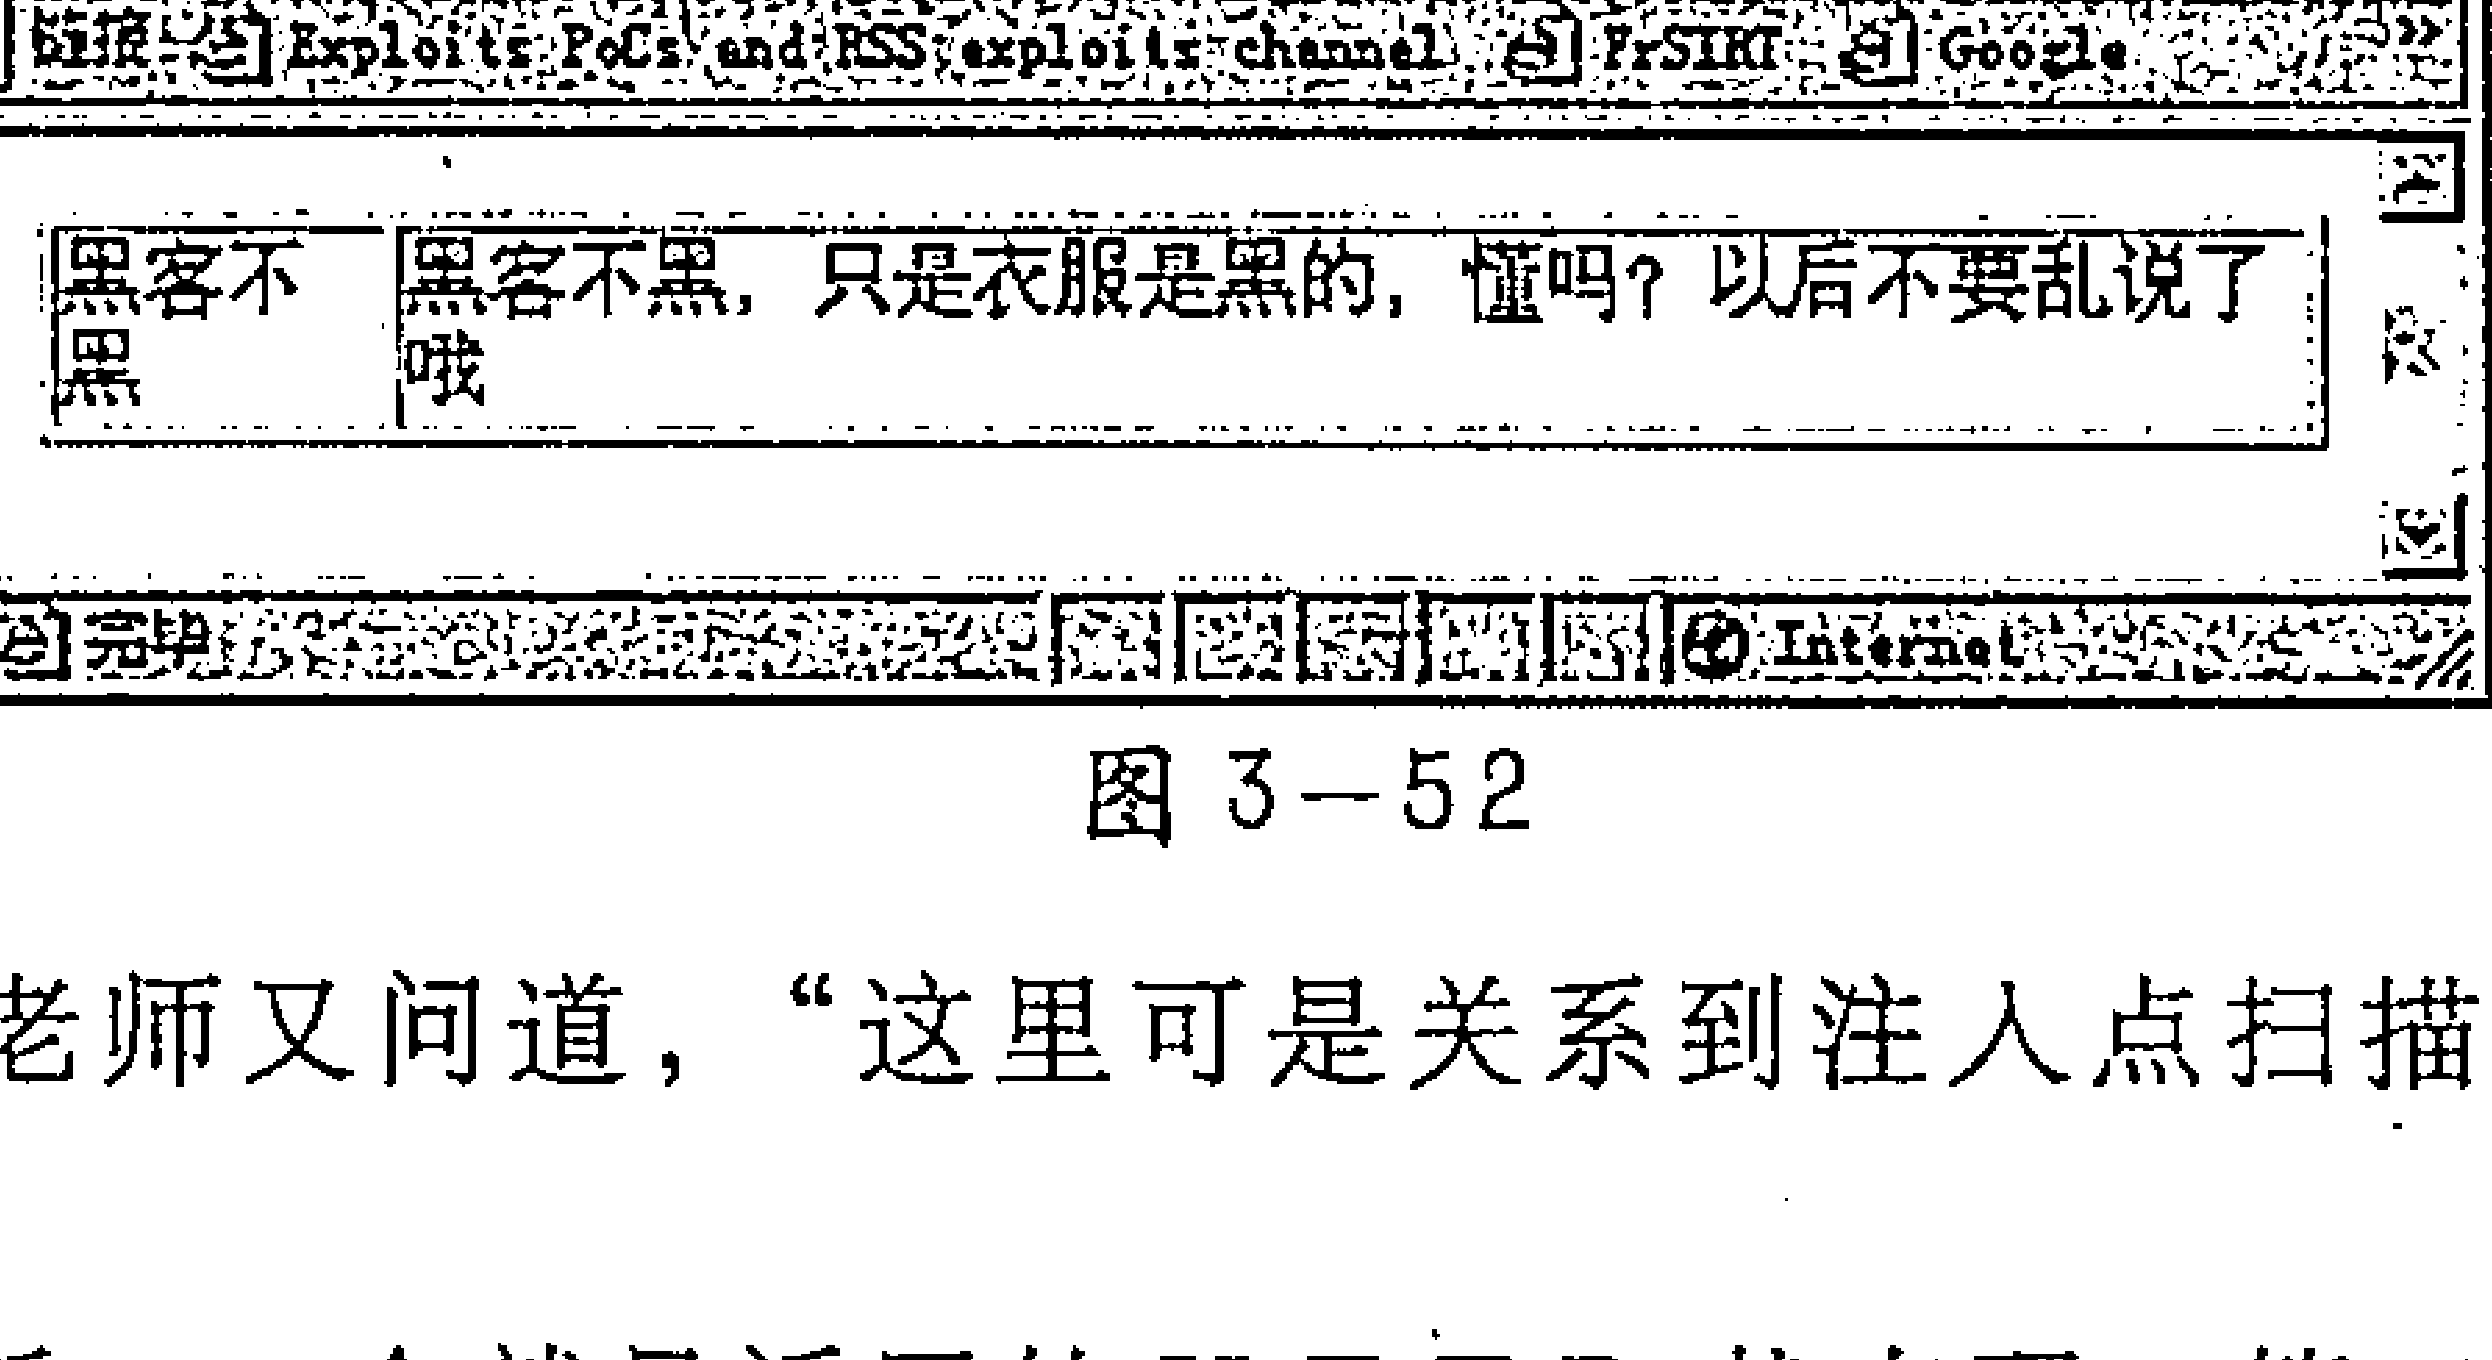 Exploits PoCs and RSS exploits channel FrSIRT Google »
黑客不 黑客不黑，只是衣服是黑的，懂吗？以后不要乱说了
黑 哦
完毕 Internet
图 3－52
老师又问道，“这里可是关系到注入点扫描